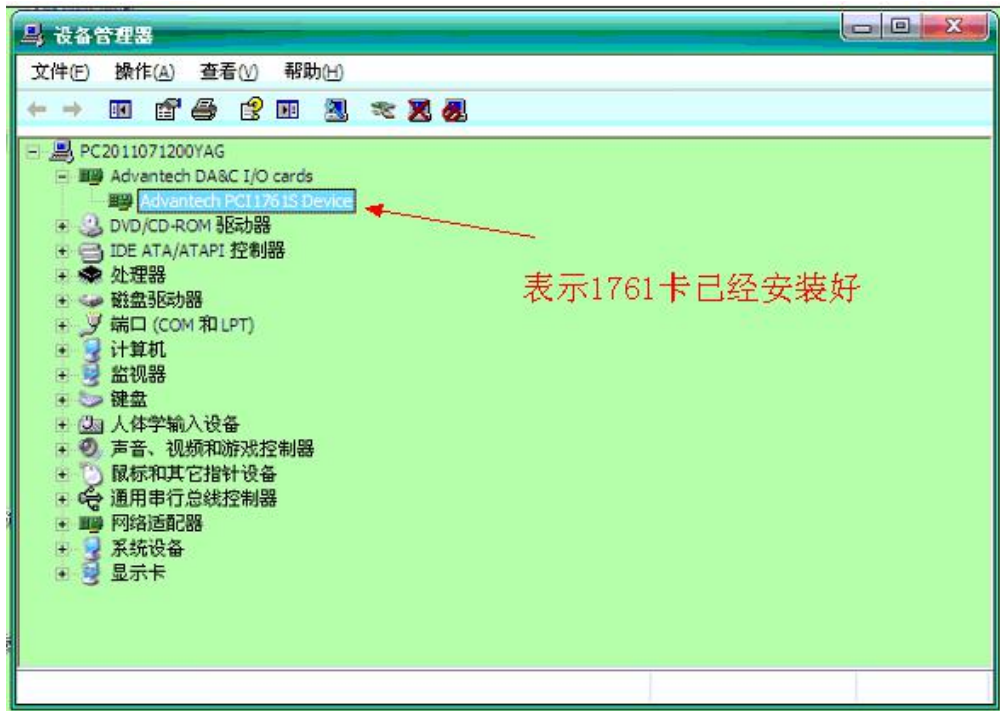 设备管理器
文件(F) 操作(A) 查看(V) 帮助(H)
PC2011071200YAG
Advantech DA&C I/O cards
Advantech PCI1761S Device
DVD/CD-ROM 驱动器
IDE ATA/ATAPI 控制器
处理器
表示1761卡已经安装好
磁盘驱动器
端口 (COM 和 LPT)
计算机
监视器
键盘
人体学输入设备
声音、视频和游戏控制器
鼠标和其它指针设备
通用串行总线控制器
网络适配器
系统设备
显示卡